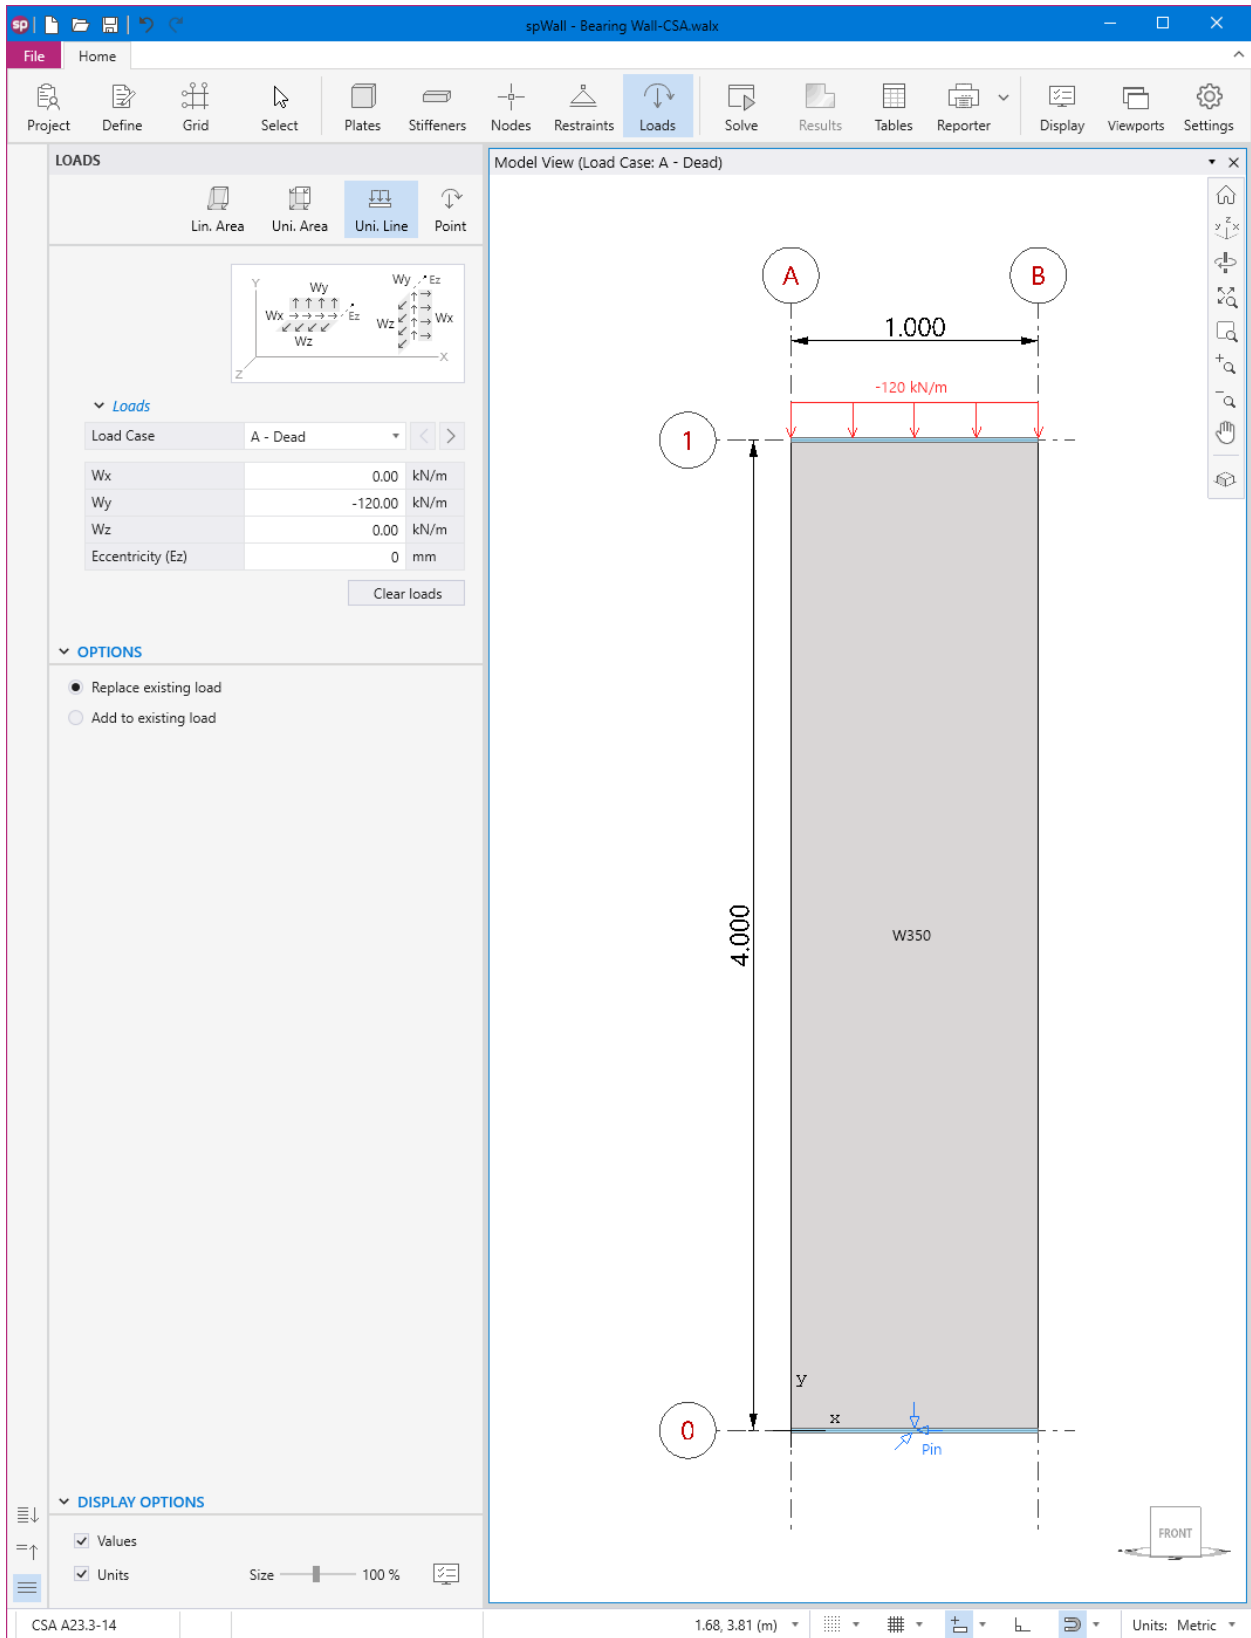 sp
spWall - Bearing Wall-CSA.walx
File Home
Project Define Grid Select Plates Stiffeners Nodes Restraints Loads Solve Results Tables Reporter Display Viewports Settings
LOADS
Lin. Area Uni. Area Uni. Line Point
Y Wy Wy Ez
Wx Ez Wz Wx
Wz
X
Z
Loads
Load Case A - Dead
Wx 0.00 kN/m
Wy -120.00 kN/m
Wz 0.00 kN/m
Eccentricity (Ez) 0 mm
Clear loads
OPTIONS
Replace existing load
Add to existing load
DISPLAY OPTIONS
Values
Units Size 100 %
Model View (Load Case: A - Dead)
y z x
A B
1.000
-120 kN/m
1
4.000
W350
y
x
0
Pin
FRONT
CSA A23.3-14 1.68, 3.81 (m) Units: Metric